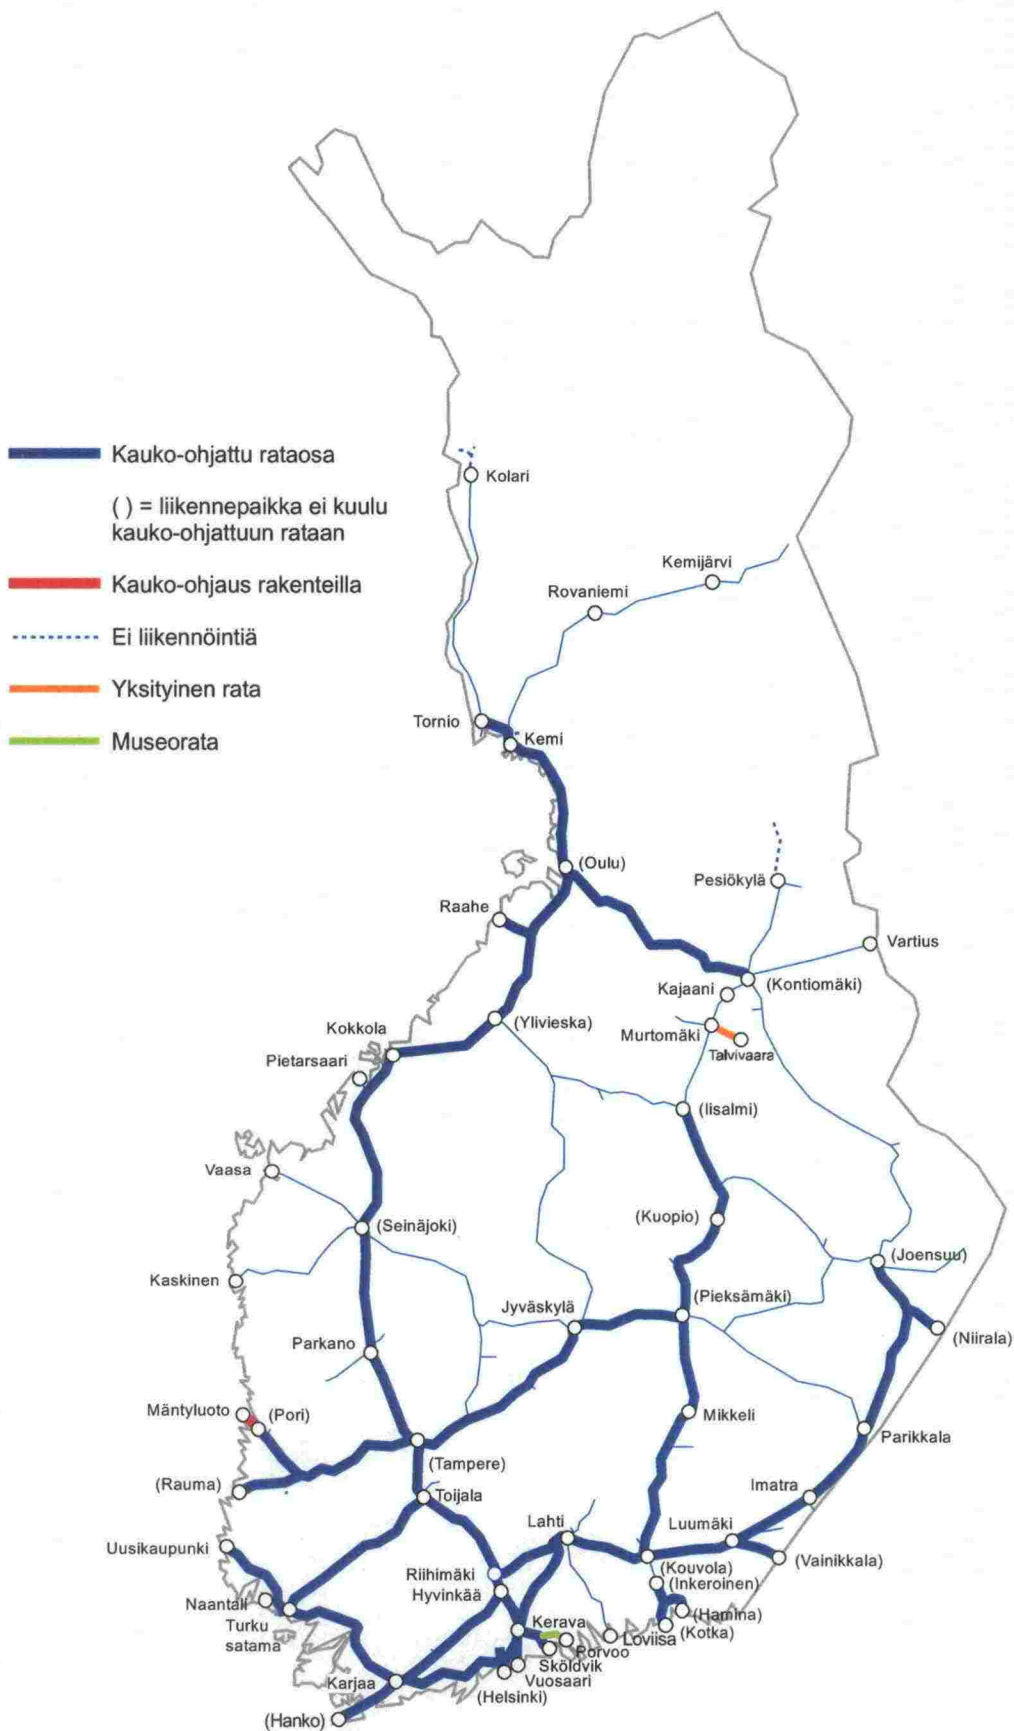 Kauko-ohjattu rataosa
( ) = liikennepaikka ei kuulu
kauko-ohjattuun rataan
Kauko-ohjaus rakenteilla
Ei liikennöintiä
Yksityinen rata
Museorata
Kolari
Kemijärvi
Rovaniemi
Tornio
Kemi
(Oulu)
Pesiökylä
Raahe
Vartius
(Kontiomäki)
Kajaani
(Ylivieska)
Murtomäki
Kokkola
Talvivaara
Pietarsaari
(Iisalmi)
Vaasa
(Kuopio)
(Seinäjoki)
(Joensuu)
Kaskinen
(Pieksämäki)
Jyväskylä
(Niirala)
Parkano
Mäntyluoto
(Pori)
Mikkeli
Parikkala
(Tampere)
(Rauma)
Imatra
Toijala
Lahti
Luumäki
Uusikaupunki
(Kouvola)
(Vainikkala)
Riihimäki
(Inkeroinen)
Hyvinkää
Naantali
(Hamina)
Turku
satama
Kerava
Loviisa
(Kotka)
Porvoo
Sköldvik
Vuosaari
Karjaa
(Helsinki)
(Hanko)